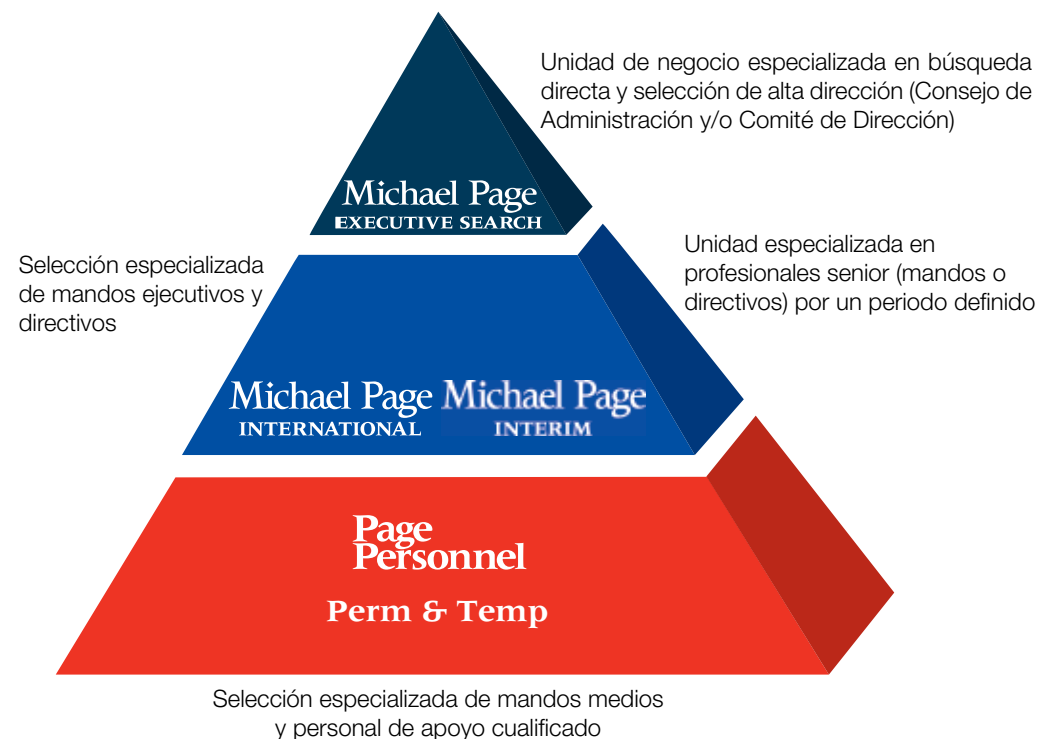 Unidad de negocio especializada en búsqueda
directa y selección de alta dirección (Consejo de
Administración y/o Comité de Dirección)
Michael Page
EXECUTIVE SEARCH
Selección especializada
de mandos ejecutivos y
directivos
Unidad especializada en
profesionales senior (mandos o
directivos) por un periodo definido
Michael Page
INTERNATIONAL
Michael Page
INTERIM
Page
Personnel
Perm & Temp
Selección especializada de mandos medios
y personal de apoyo cualificado